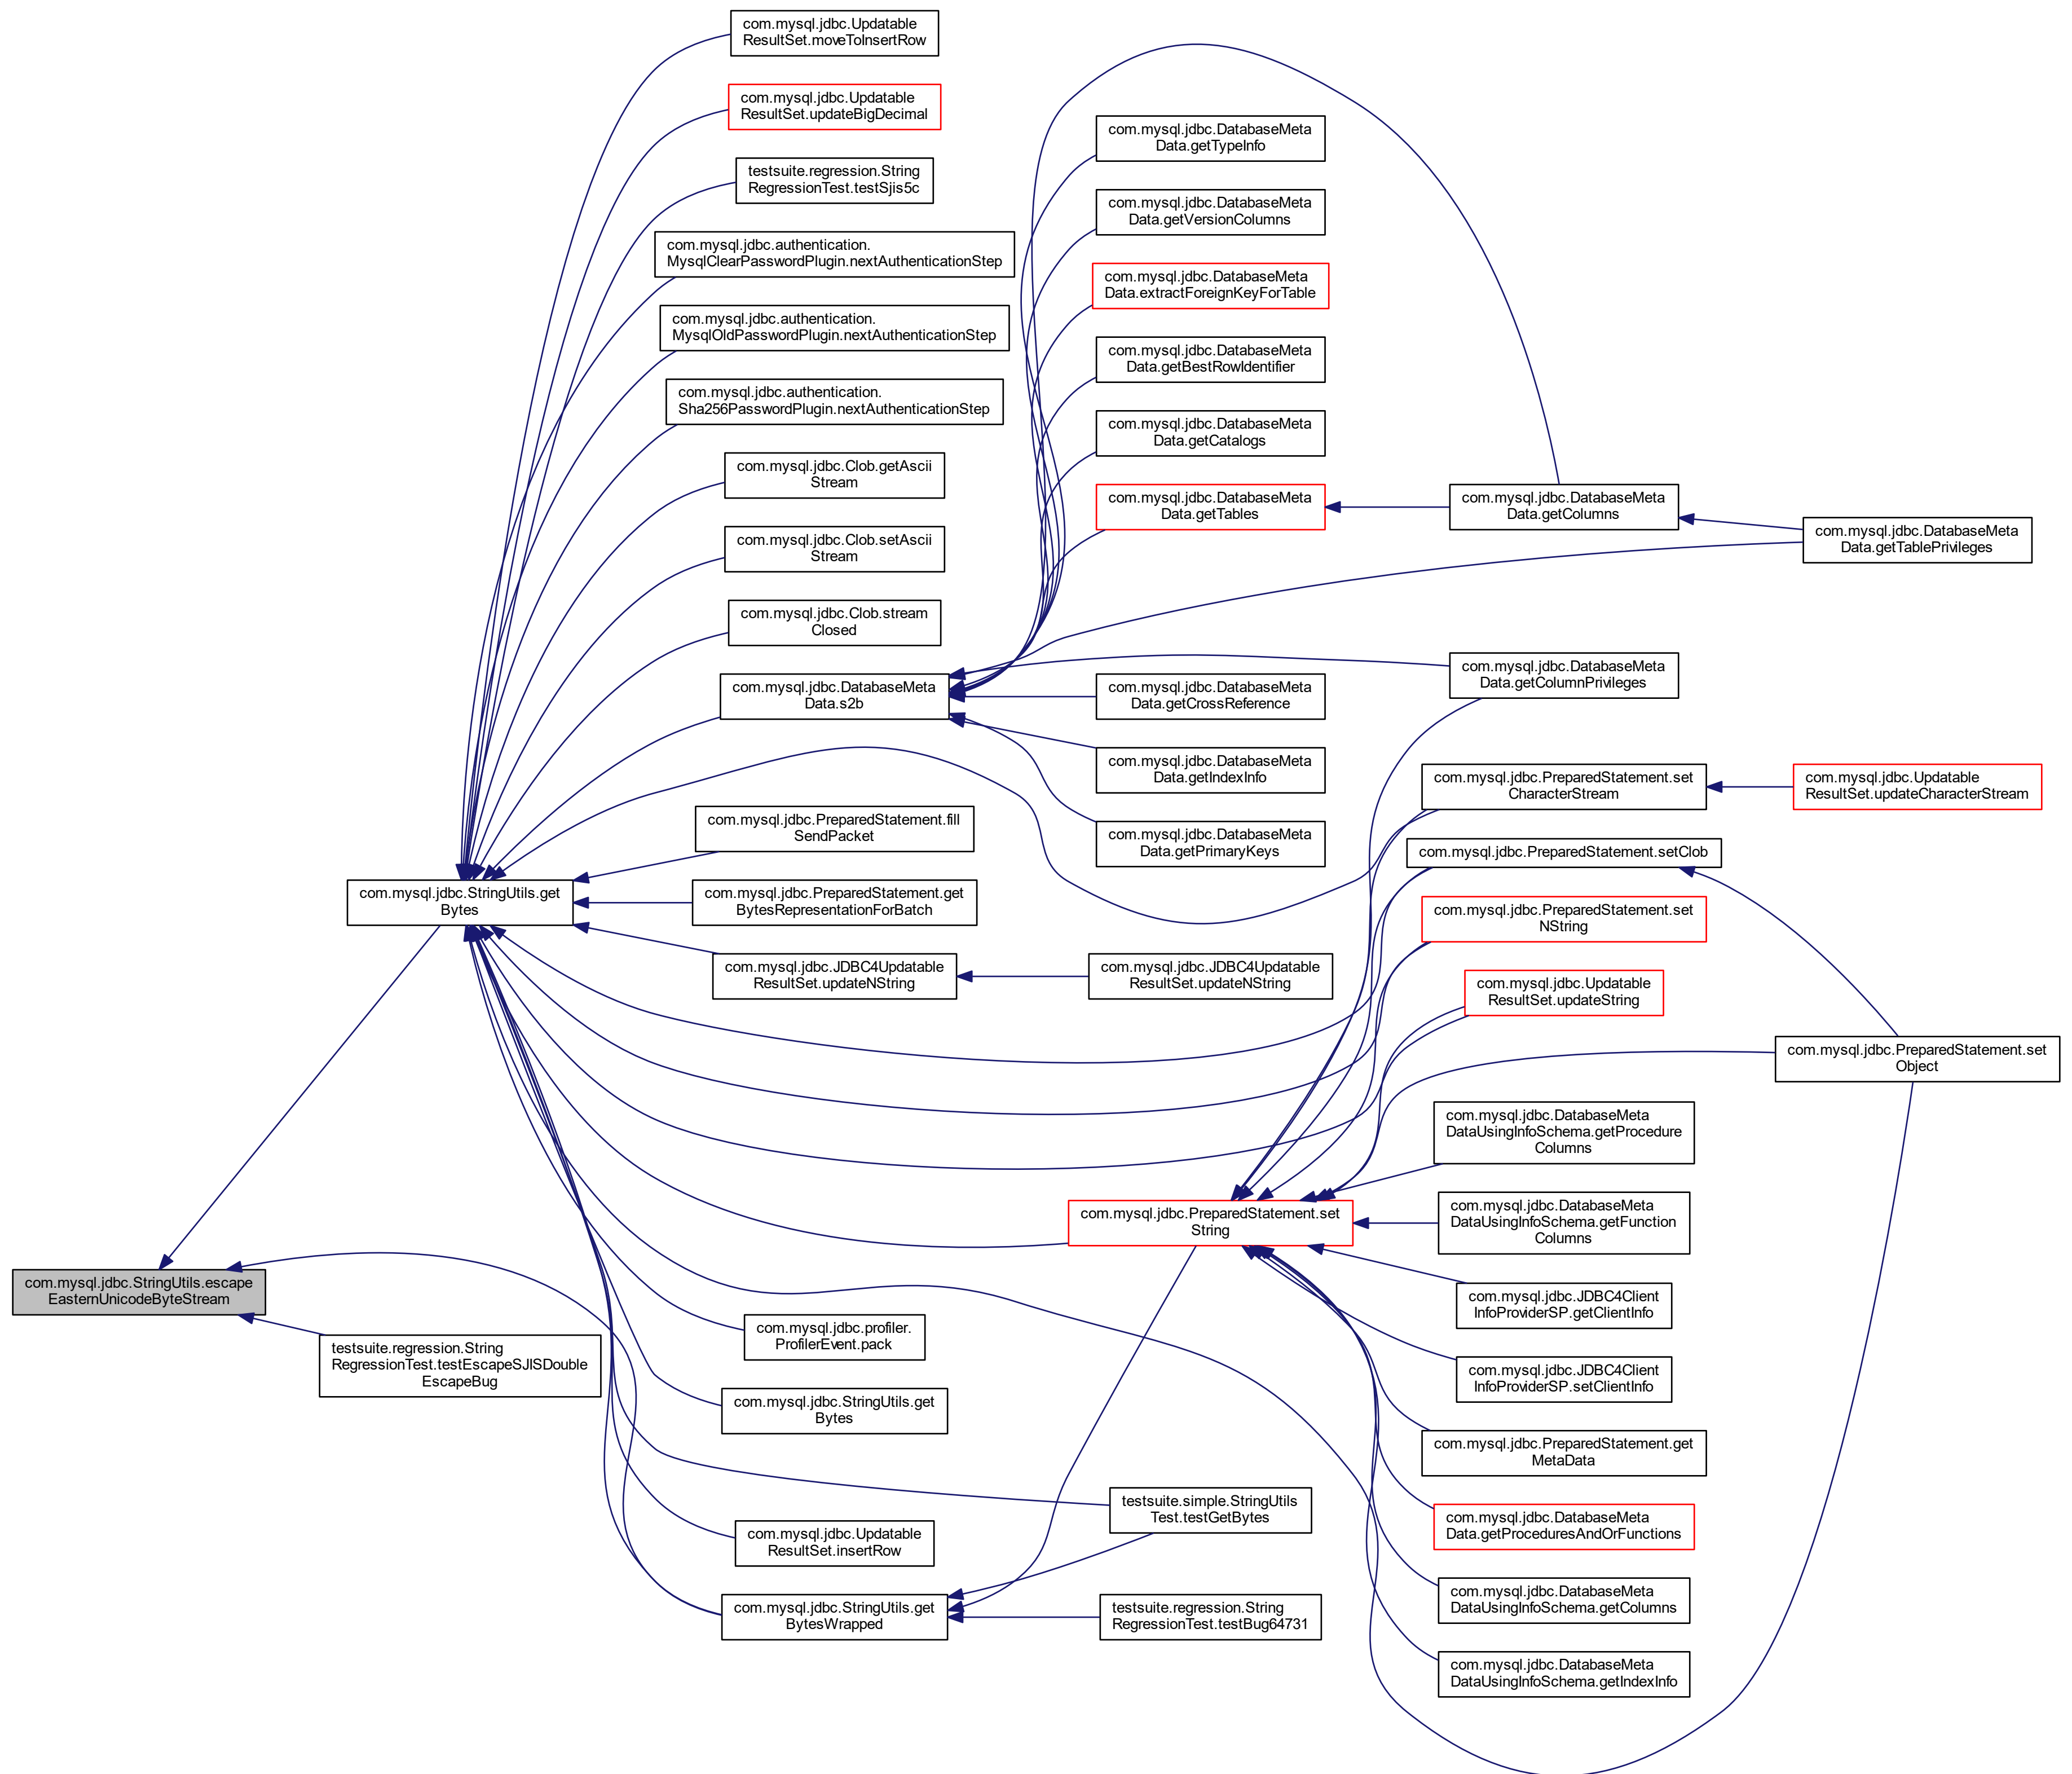 com.mysql.jdbc.Updatable
ResultSet.moveToInsertRow
com.mysql.jdbc.Updatable
ResultSet.updateBigDecimal
testsuite.regression.String
RegressionTest.testSjis5c
com.mysql.jdbc.authentication.
MysqlClearPasswordPlugin.nextAuthenticationStep
com.mysql.jdbc.authentication.
MysqlOldPasswordPlugin.nextAuthenticationStep
com.mysql.jdbc.authentication.
Sha256PasswordPlugin.nextAuthenticationStep
com.mysql.jdbc.Clob.getAscii
Stream
com.mysql.jdbc.Clob.setAscii
Stream
com.mysql.jdbc.Clob.stream
Closed
com.mysql.jdbc.DatabaseMeta
Data.s2b
com.mysql.jdbc.PreparedStatement.fill
SendPacket
com.mysql.jdbc.StringUtils.get
Bytes
com.mysql.jdbc.PreparedStatement.get
BytesRepresentationForBatch
com.mysql.jdbc.JDBC4Updatable
ResultSet.updateNString
com.mysql.jdbc.JDBC4Updatable
ResultSet.updateNString
com.mysql.jdbc.StringUtils.escape
EasternUnicodeByteStream
testsuite.regression.String
RegressionTest.testEscapeSJISDouble
EscapeBug
com.mysql.jdbc.profiler.
ProfilerEvent.pack
com.mysql.jdbc.StringUtils.get
Bytes
com.mysql.jdbc.Updatable
ResultSet.insertRow
com.mysql.jdbc.StringUtils.get
BytesWrapped
com.mysql.jdbc.DatabaseMeta
Data.getTypeInfo
com.mysql.jdbc.DatabaseMeta
Data.getVersionColumns
com.mysql.jdbc.DatabaseMeta
Data.extractForeignKeyForTable
com.mysql.jdbc.DatabaseMeta
Data.getBestRowIdentifier
com.mysql.jdbc.DatabaseMeta
Data.getCatalogs
com.mysql.jdbc.DatabaseMeta
Data.getTables
com.mysql.jdbc.DatabaseMeta
Data.getCrossReference
com.mysql.jdbc.DatabaseMeta
Data.getIndexInfo
com.mysql.jdbc.DatabaseMeta
Data.getPrimaryKeys
com.mysql.jdbc.PreparedStatement.set
String
testsuite.simple.StringUtils
Test.testGetBytes
testsuite.regression.String
RegressionTest.testBug64731
com.mysql.jdbc.DatabaseMeta
Data.getColumns
com.mysql.jdbc.DatabaseMeta
Data.getTablePrivileges
com.mysql.jdbc.DatabaseMeta
Data.getColumnPrivileges
com.mysql.jdbc.PreparedStatement.set
CharacterStream
com.mysql.jdbc.Updatable
ResultSet.updateCharacterStream
com.mysql.jdbc.PreparedStatement.setClob
com.mysql.jdbc.PreparedStatement.set
NString
com.mysql.jdbc.Updatable
ResultSet.updateString
com.mysql.jdbc.PreparedStatement.set
Object
com.mysql.jdbc.DatabaseMeta
DataUsingInfoSchema.getProcedure
Columns
com.mysql.jdbc.DatabaseMeta
DataUsingInfoSchema.getFunction
Columns
com.mysql.jdbc.JDBC4Client
InfoProviderSP.getClientInfo
com.mysql.jdbc.JDBC4Client
InfoProviderSP.setClientInfo
com.mysql.jdbc.PreparedStatement.get
MetaData
com.mysql.jdbc.DatabaseMeta
Data.getProceduresAndOrFunctions
com.mysql.jdbc.DatabaseMeta
DataUsingInfoSchema.getColumns
com.mysql.jdbc.DatabaseMeta
DataUsingInfoSchema.getIndexInfo